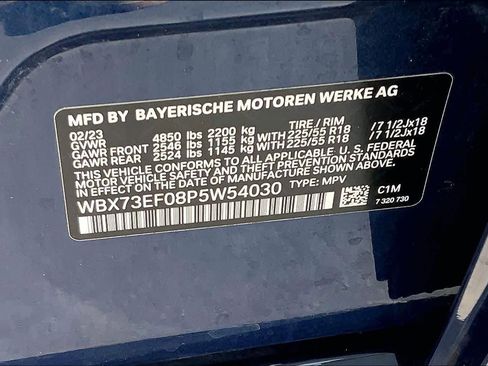 MFD BY BAYERISCHE MOTOREN WERKE AG
02/23 TIRE / RIM
GVWR 4850 lbs 2200 kg
GAWR FRONT 2546 lbs 1155 kg WITH 225/55 R18 /7 1/2Jx18
GAWR REAR 2524 lbs 1145 kg WITH 225/55 R18 /7 1/2Jx18
THIS VEHICLE CONFORMS TO ALL APPLICABLE U.S. FEDERAL
MOTOR VEHICLE SAFETY AND THEFT PREVENTION STANDARDS
IN EFFECT ON THE DATE OF MANUFACTURE SHOWN ABOVE.
WBX73EF08P5W54030 TYPE: MPV
C1M
7 320 730